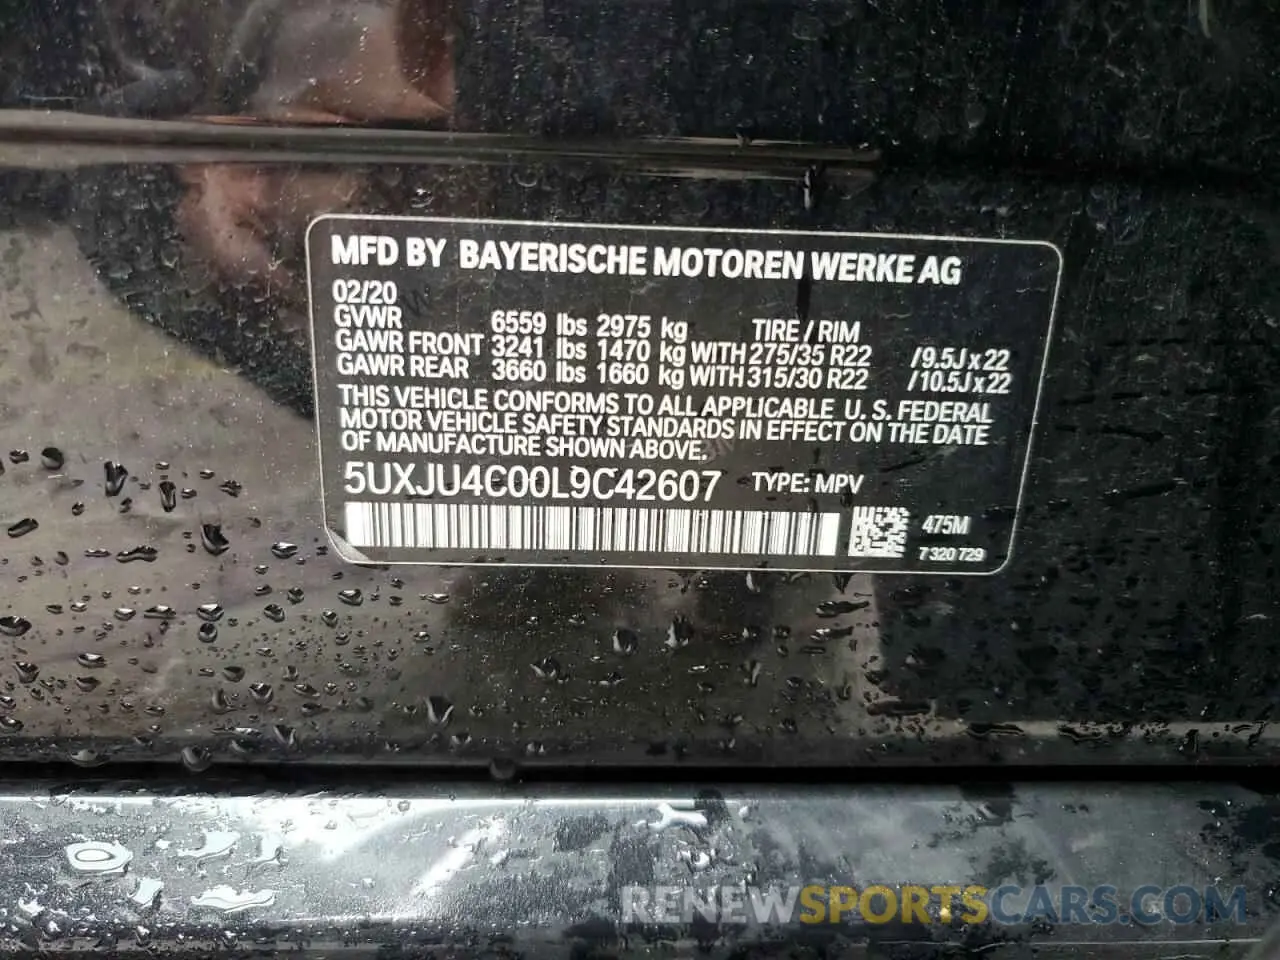 MFD BY BAYERISCHE MOTOREN WERKE AG
02/20
GVWR 6559 lbs 2975 kg TIRE / RIM
GAWR FRONT 3241 lbs 1470 kg WITH 275/35 R22 /9.5J x 22
GAWR REAR 3660 lbs 1660 kg WITH 315/30 R22 /10.5J x 22
THIS VEHICLE CONFORMS TO ALL APPLICABLE U. S. FEDERAL
MOTOR VEHICLE SAFETY STANDARDS IN EFFECT ON THE DATE
OF MANUFACTURE SHOWN ABOVE.
5UXJU4C00L9C42607 TYPE: MPV
475M
7 320 729
RENEWSPORTSCARS.COM